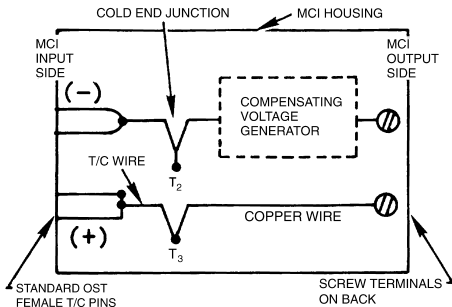 COLD END JUNCTION
MCI HOUSING
MCI
INPUT
SIDE
MCI
OUTPUT
SIDE
(-)
COMPENSATING
VOLTAGE
GENERATOR
T/C WIRE
T2
COPPER WIRE
(+)
T3
STANDARD OST
FEMALE T/C PINS
SCREW TERMINALS
ON BACK